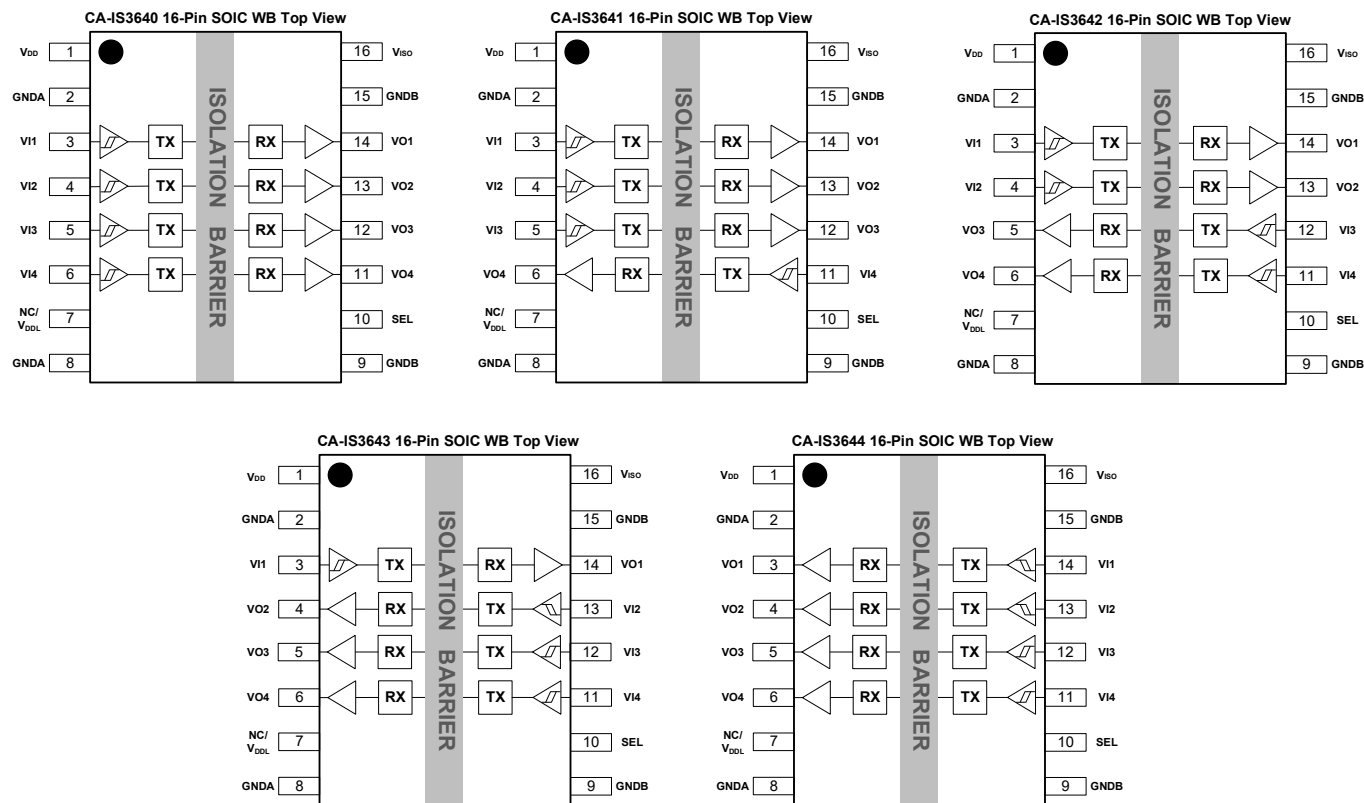 CA-IS3640 16-Pin SOIC WB Top View
VDD 1 16 VISO
GNDA 2 15 GNDB
VI1 3 TX RX 14 VO1
VI2 4 TX RX 13 VO2
VI3 5 TX RX 12 VO3
VI4 6 TX RX 11 VO4
NC/
VDDL 7 10 SEL
GNDA 8 9 GNDB
ISOLATION BARRIER
CA-IS3641 16-Pin SOIC WB Top View
VDD 1 16 VISO
GNDA 2 15 GNDB
VI1 3 TX RX 14 VO1
VI2 4 TX RX 13 VO2
VI3 5 TX RX 12 VO3
VO4 6 RX TX 11 VI4
NC/
VDDL 7 10 SEL
GNDA 8 9 GNDB
ISOLATION BARRIER
CA-IS3642 16-Pin SOIC WB Top View
VDD 1 16 VISO
GNDA 2 15 GNDB
VI1 3 TX RX 14 VO1
VI2 4 TX RX 13 VO2
VO3 5 RX TX 12 VI3
VO4 6 RX TX 11 VI4
NC/
VDDL 7 10 SEL
GNDA 8 9 GNDB
ISOLATION BARRIER
CA-IS3643 16-Pin SOIC WB Top View
VDD 1 16 VISO
GNDA 2 15 GNDB
VI1 3 TX RX 14 VO1
VO2 4 RX TX 13 VI2
VO3 5 RX TX 12 VI3
VO4 6 RX TX 11 VI4
NC/
VDDL 7 10 SEL
GNDA 8 9 GNDB
ISOLATION BARRIER
CA-IS3644 16-Pin SOIC WB Top View
VDD 1 16 VISO
GNDA 2 15 GNDB
VO1 3 RX TX 14 VI1
VO2 4 RX TX 13 VI2
VO3 5 RX TX 12 VI3
VO4 6 RX TX 11 VI4
NC/
VDDL 7 10 SEL
GNDA 8 9 GNDB
ISOLATION BARRIER